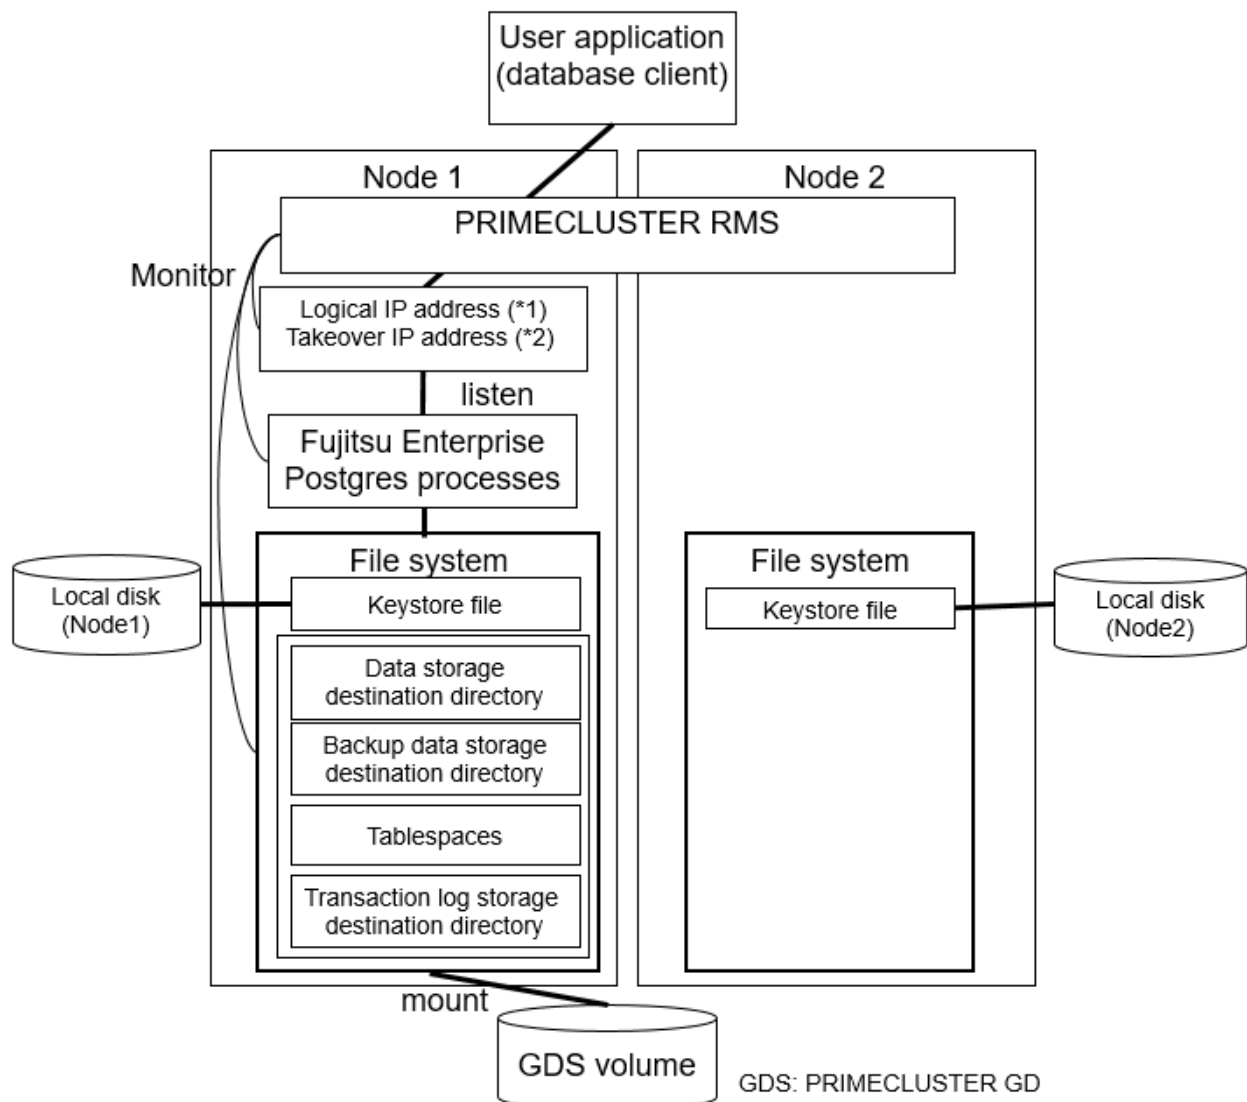 User application
(database client)
Node 1
Node 2
PRIMECLUSTER RMS
Monitor
Logical IP address (*1)
Takeover IP address (*2)
listen
Fujitsu Enterprise
Postgres processes
File system
File system
Local disk
(Node1)
Keystore file
Keystore file
Local disk
(Node2)
Data storage
destination directory
Backup data storage
destination directory
Tablespaces
Transaction log storage
destination directory
mount
GDS volume
GDS: PRIMECLUSTER GD